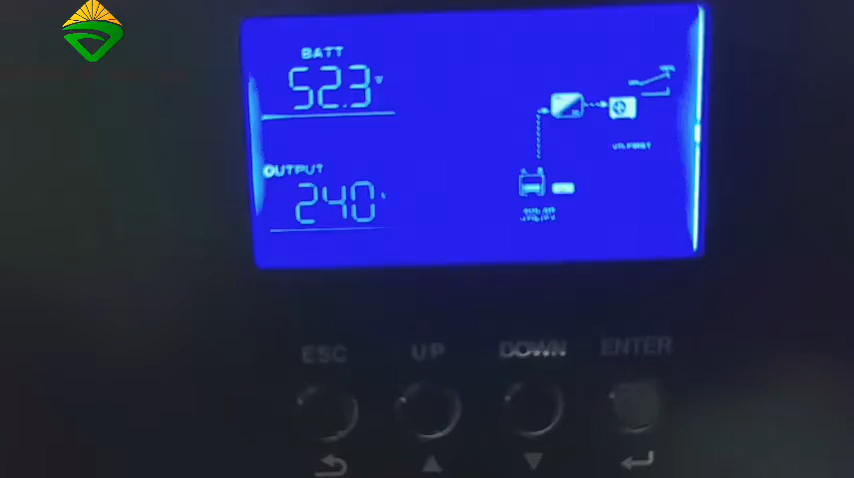 BATT
52.3 V
OUTPUT
240 V
UTI FIRST
ESC UP DOWN ENTER